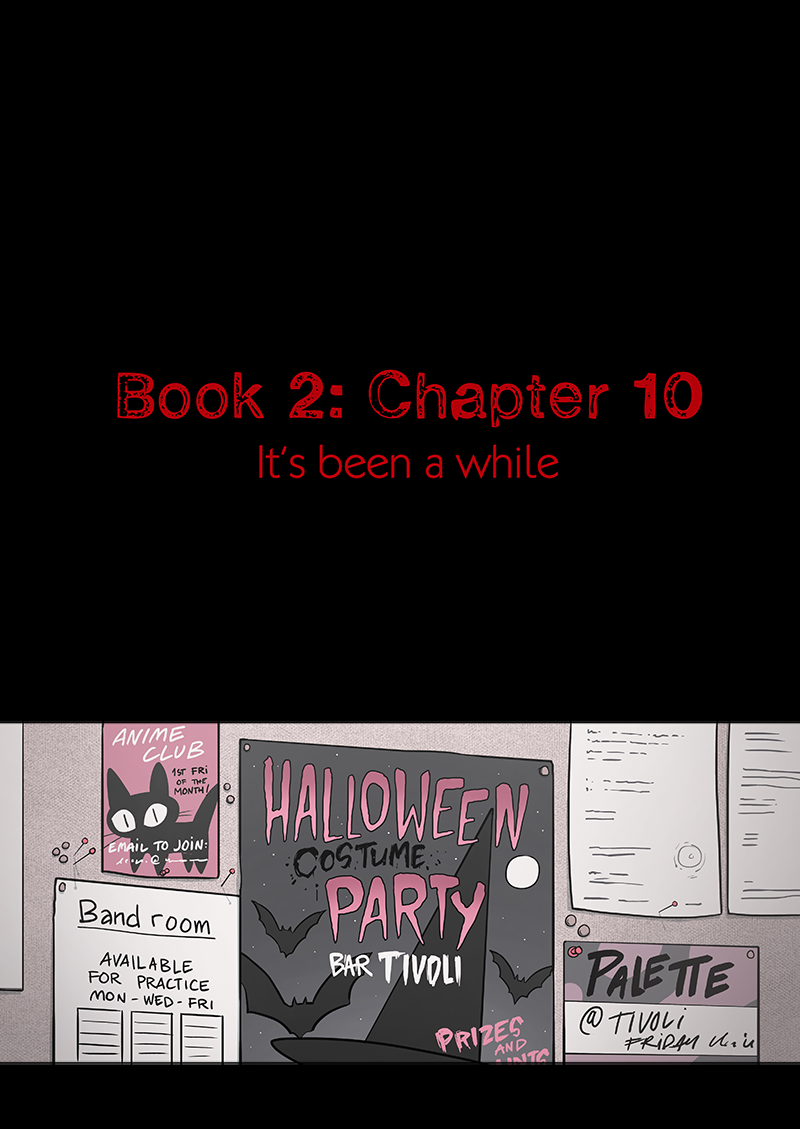 Book 2: Chapter 10
It's been a while
ANIME
CLUB
1ST FRI
OF THE
MONTH!
EMAIL TO JOIN:
HALLOWEEN
COSTUME
PARTY
BAR TIVOLI
PRIZES
AND
Band room
AVAILABLE
FOR PRACTICE
MON - WED - FRI
PALETTE
@ TIVOLI
FRIDAY